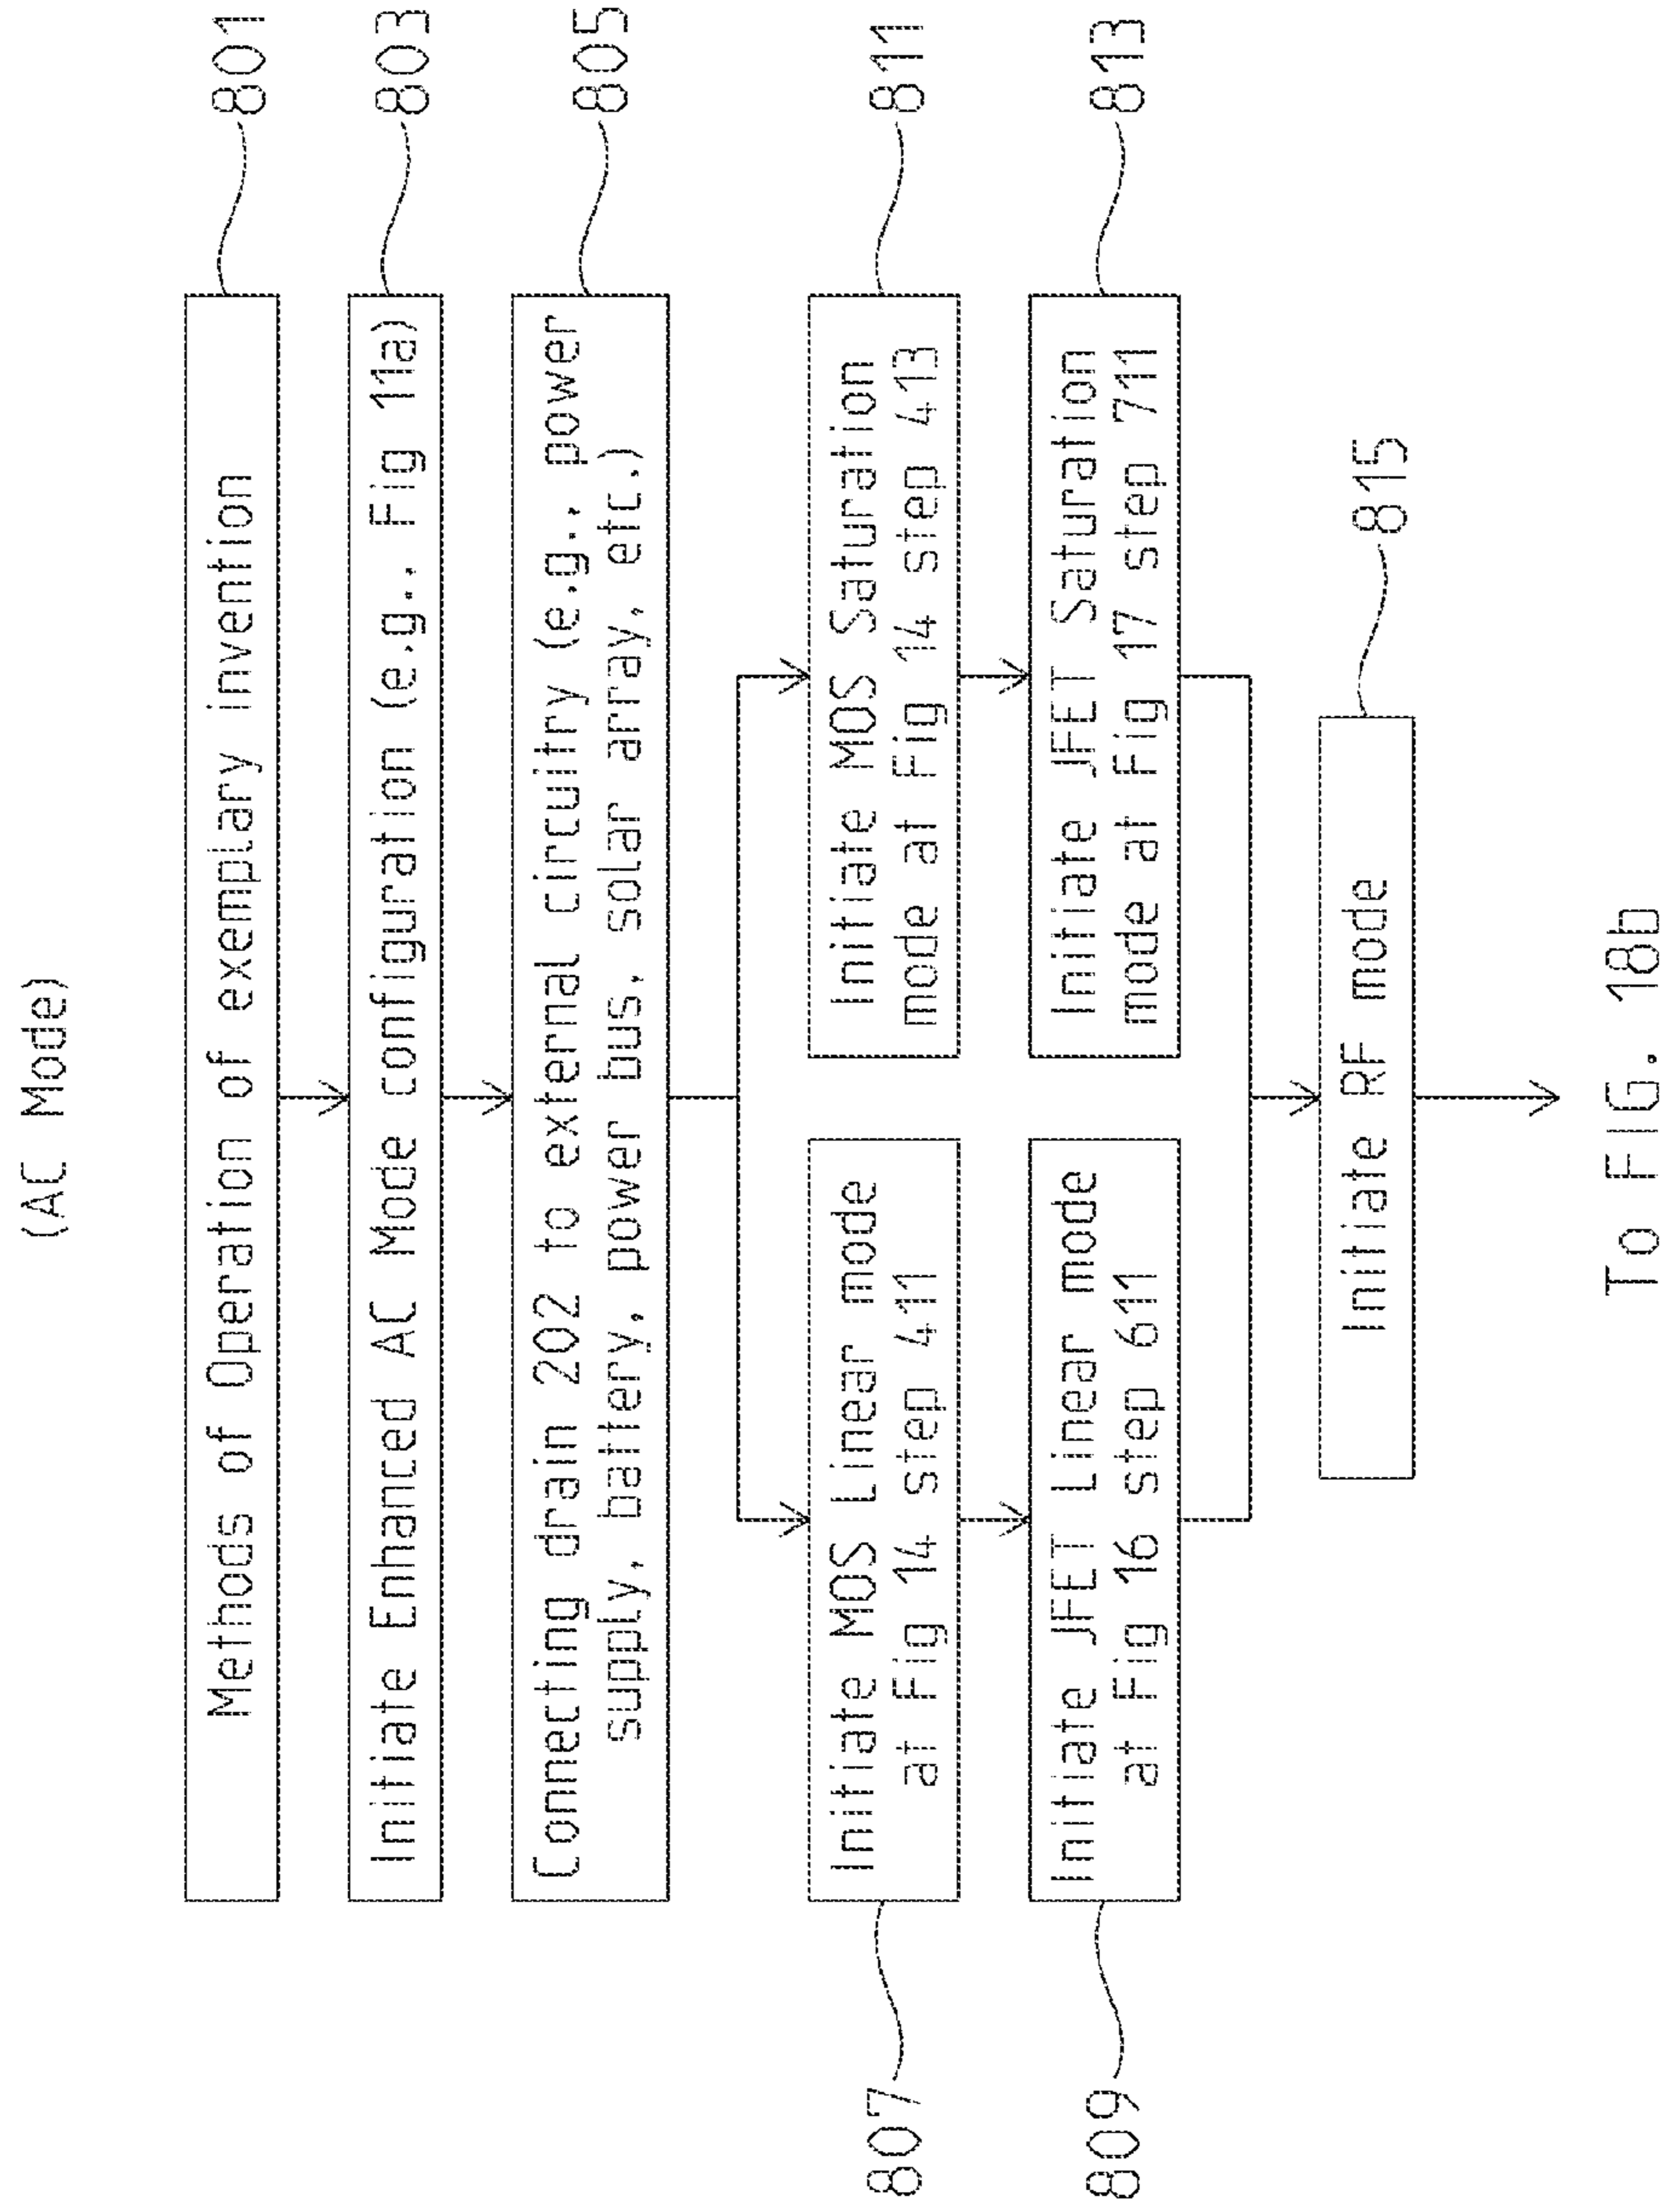 (AC Mode)
Methods of Operation of exemplary invention
801
Initiate Enhanced AC Mode configuration (e.g., Fig 11a)
803
Connecting drain 202 to external circuitry (e.g., power
supply, battery, power bus, solar array, etc.)
805
807
Initiate MOS Linear mode
at Fig 14 step 411
Initiate MOS Saturation
mode at Fig 14 step 413
811
809
Initiate JFET Linear mode
at Fig 16 step 611
Initiate JFET Saturation
mode at Fig 17 step 711
813
Initiate RF mode
815
To FIG. 18b